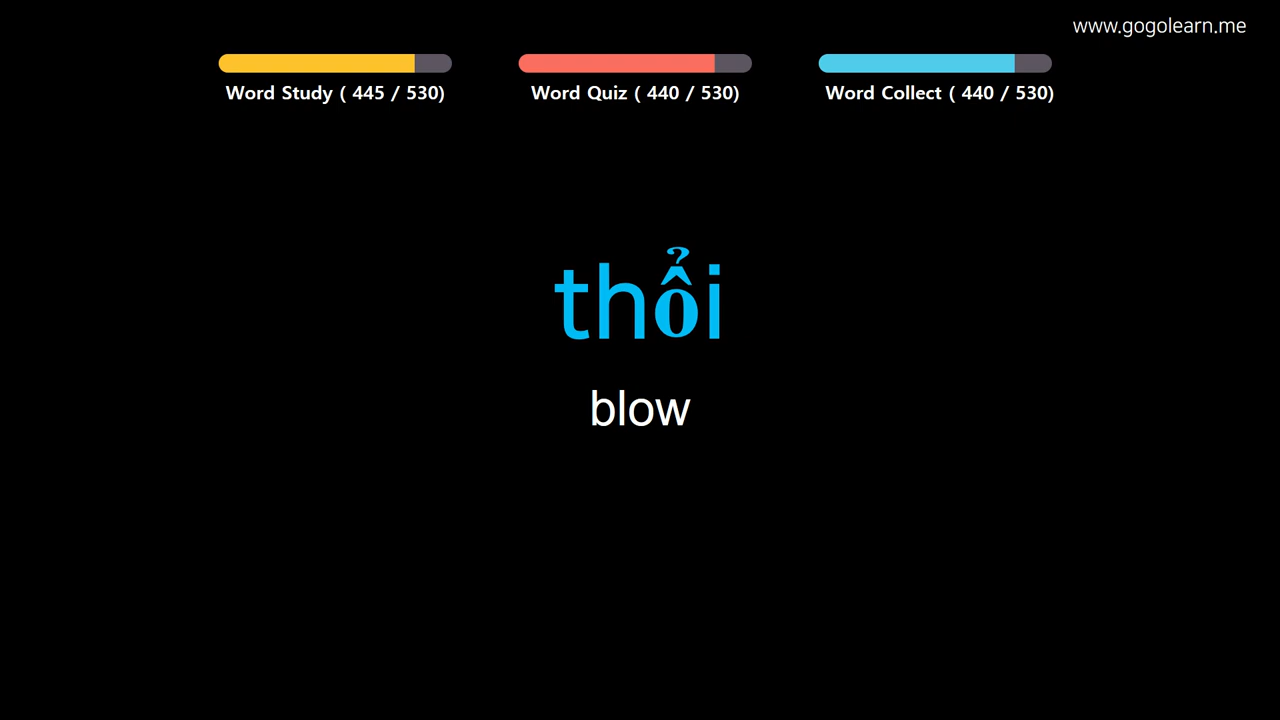 www.gogolearn.me
Word Study ( 445 / 530)
Word Quiz ( 440 / 530)
Word Collect ( 440 / 530)
thổi
blow